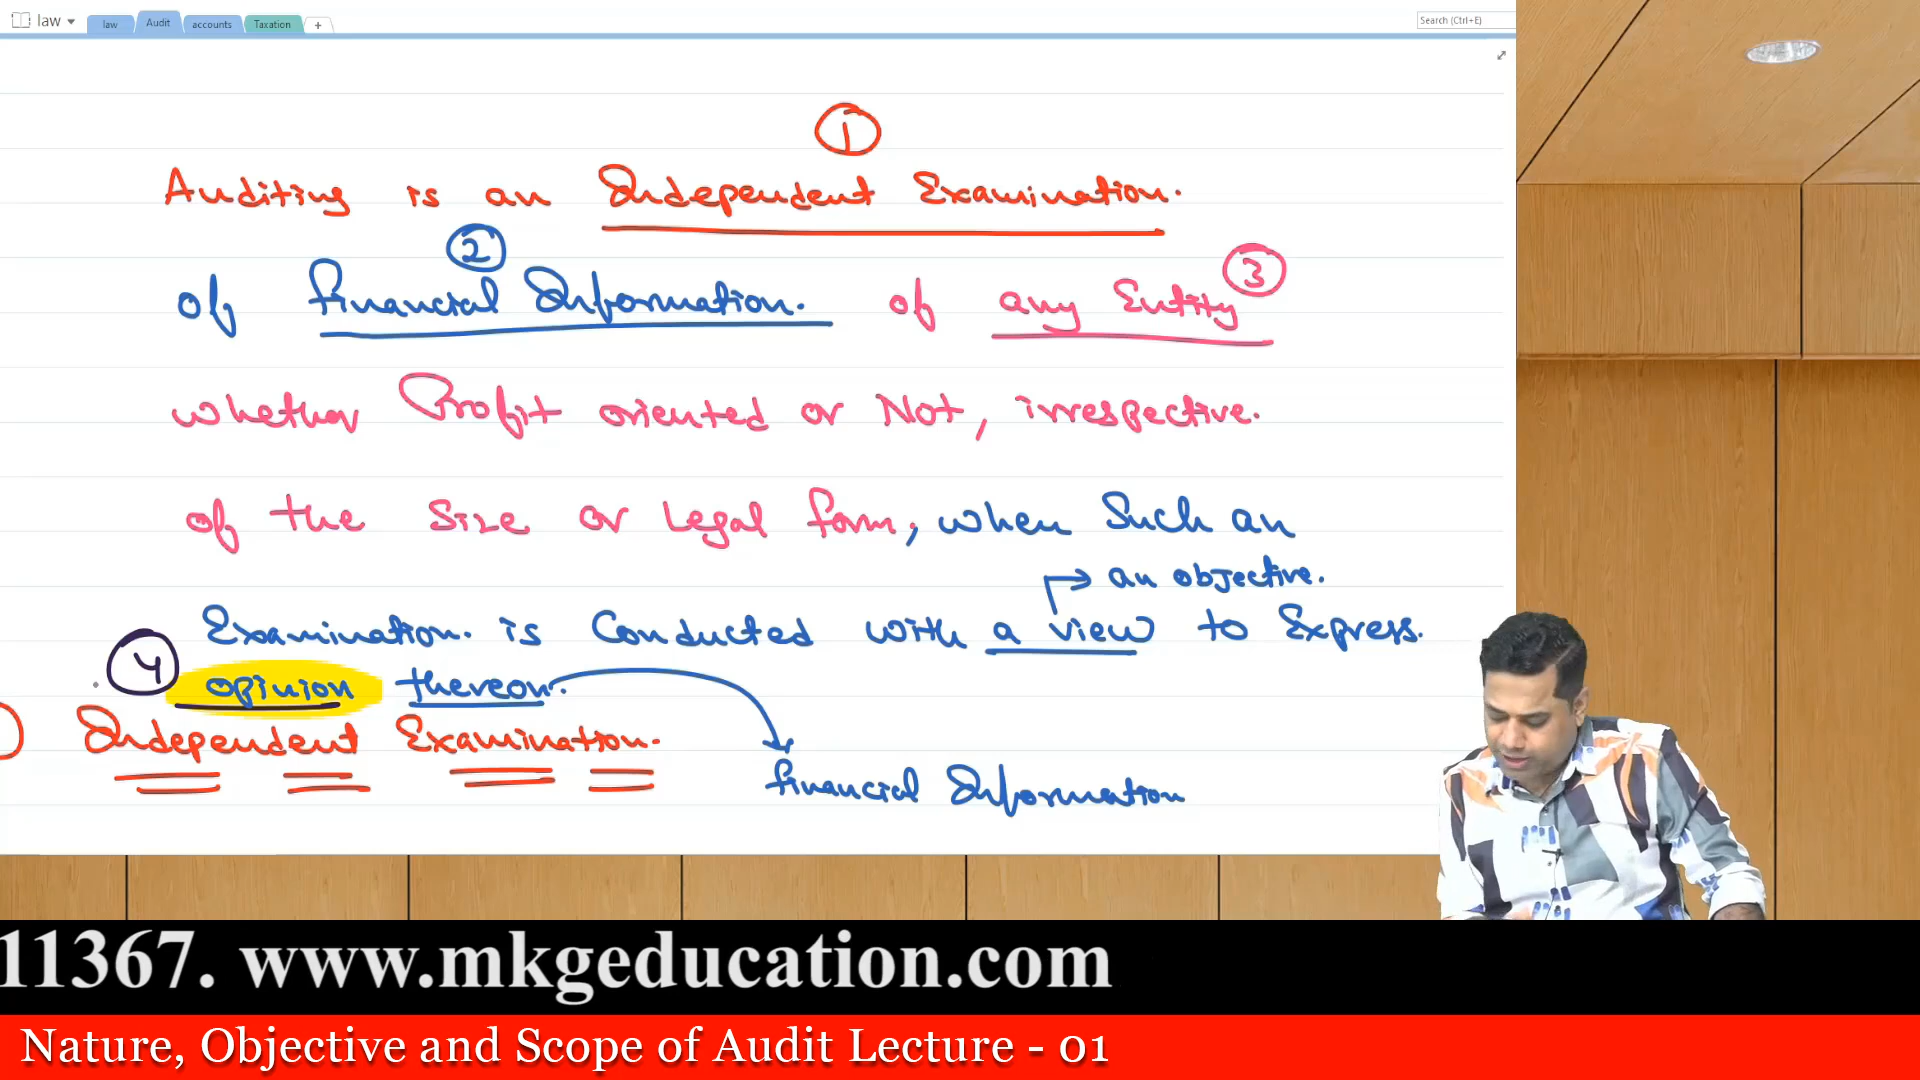 law
law Audit accounts Taxation +
Search (Ctrl+E)
1
Auditing is an Independent Examination.
2
3
of financial Information. of any Entity
whether Profit oriented or Not, irrespective.
of the Size or Legal form, when Such an
an objective.
Examination. is Conducted with a view to Express.
4
opinion thereon.
Independent Examination.
financial Information
11367. www.mkgeducation.com
Nature, Objective and Scope of Audit Lecture - 01